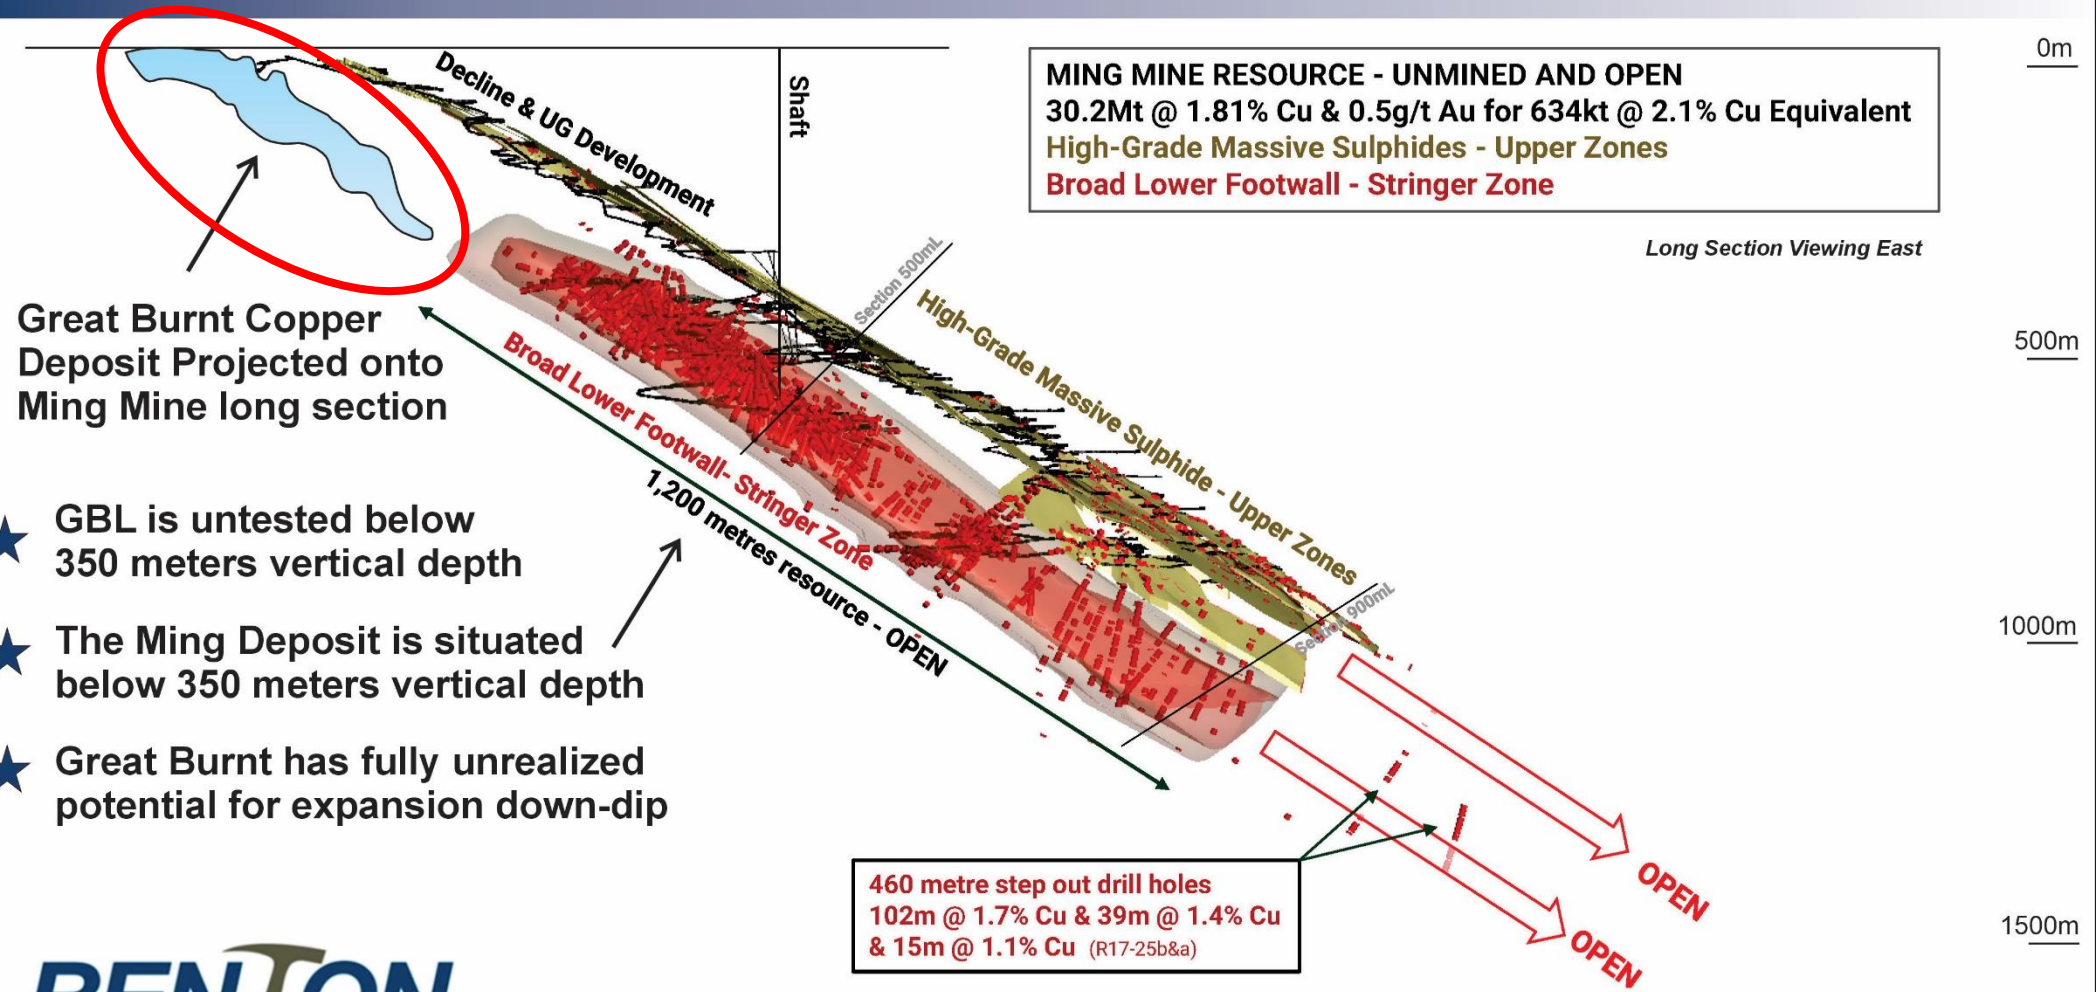 0m
Decline & UG Development
Shaft
MING MINE RESOURCE - UNMINED AND OPEN
30.2Mt @ 1.81% Cu & 0.5g/t Au for 634kt @ 2.1% Cu Equivalent
High-Grade Massive Sulphides - Upper Zones
Broad Lower Footwall - Stringer Zone
Long Section Viewing East
Section 500mL
Great Burnt Copper
Deposit Projected onto
Ming Mine long section
500m
High-Grade Massive Sulphide - Upper Zones
Broad Lower Footwall- Stringer Zone
1,200 metres resource - OPEN
GBL is untested below
350 meters vertical depth
The Ming Deposit is situated
below 350 meters vertical depth
Section 900mL
1000m
Great Burnt has fully unrealized
potential for expansion down-dip
460 metre step out drill holes
102m @ 1.7% Cu & 39m @ 1.4% Cu
& 15m @ 1.1% Cu (R17-25b&a)
OPEN
OPEN
1500m
BENTON